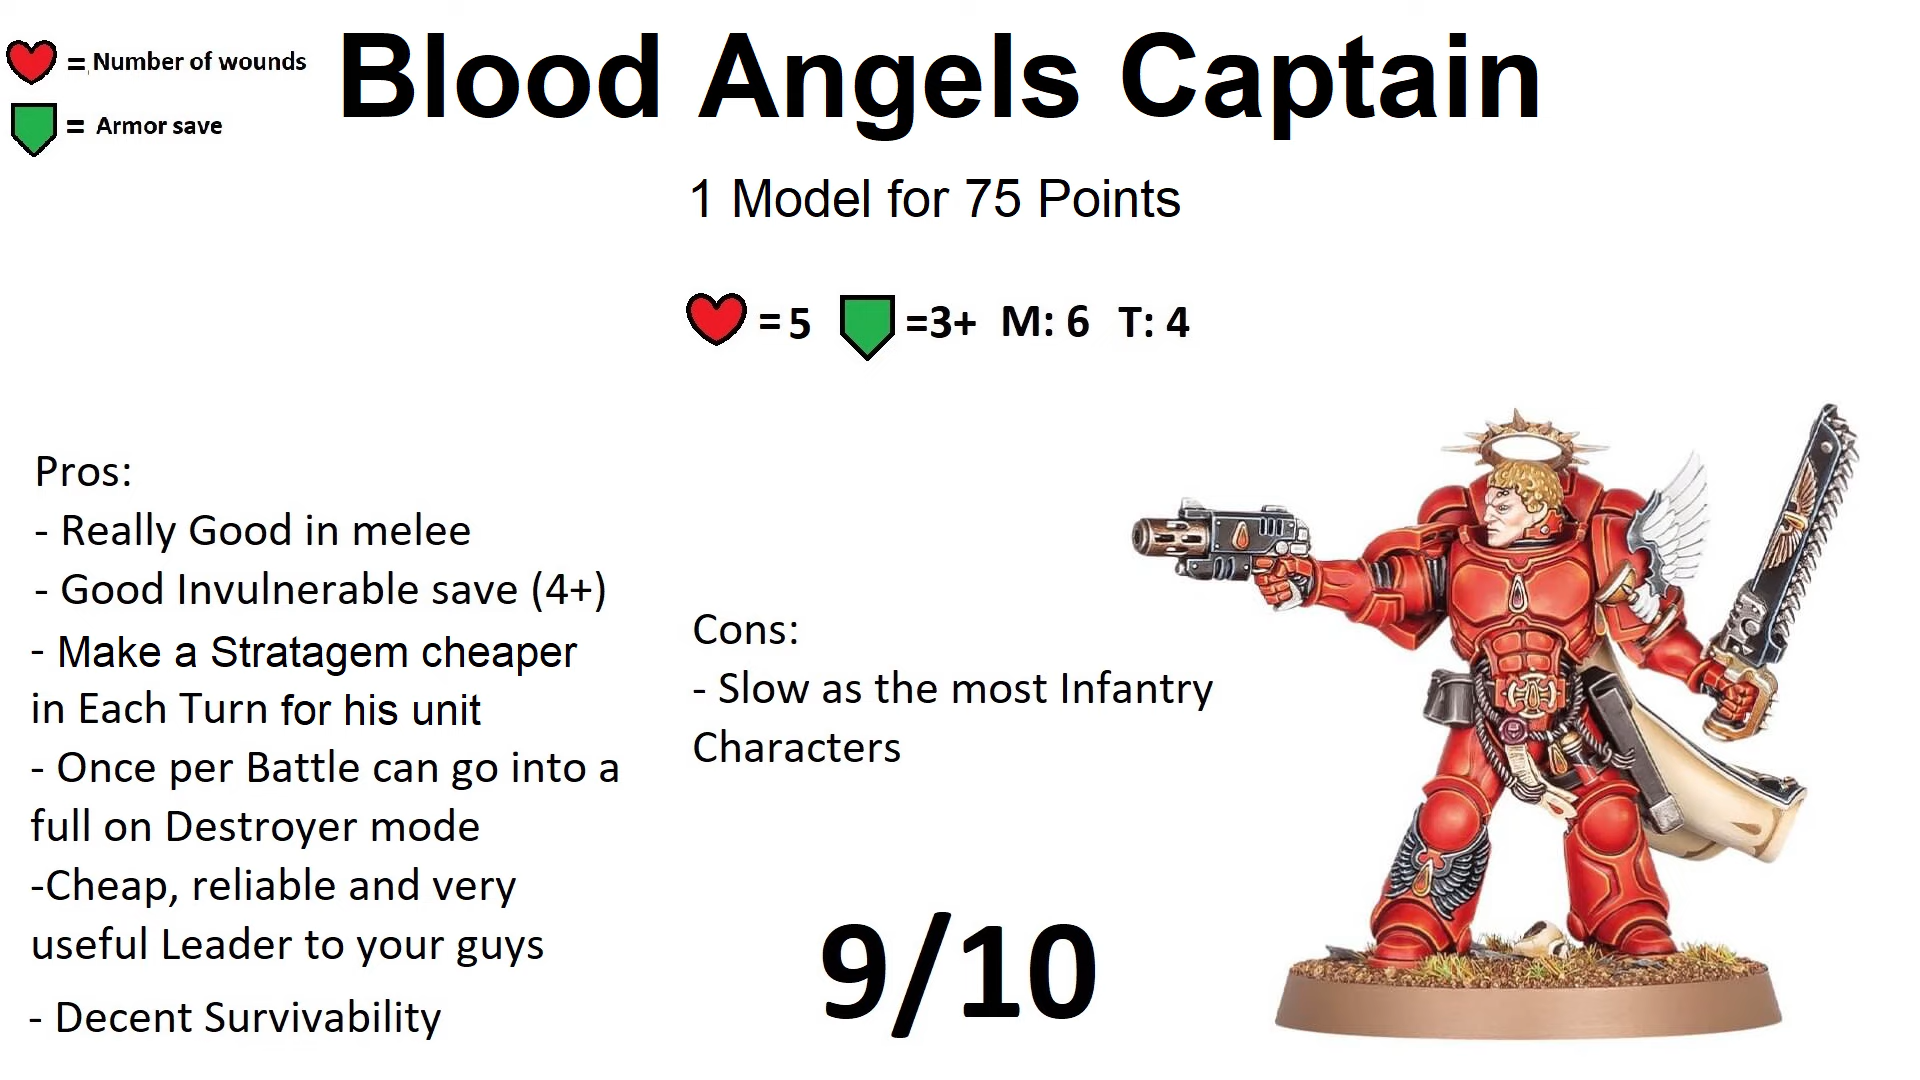 = Number of wounds
= Armor save
Blood Angels Captain
1 Model for 75 Points
= 5 =3+ M: 6 T: 4
Pros:
- Really Good in melee
- Good Invulnerable save (4+)
- Make a Stratagem cheaper
in Each Turn for his unit
- Once per Battle can go into a
full on Destroyer mode
-Cheap, reliable and very
useful Leader to your guys
- Decent Survivability
Cons:
- Slow as the most Infantry
Characters
9/10